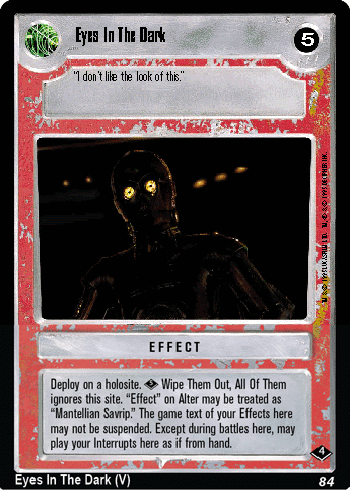 Eyes In The Dark
5
"I don't like the look of this."
EFFECT
Deploy on a holosite. Wipe Them Out, All Of Them
ignores this site. “Effect” on Alter may be treated as
“Mantellian Savrip.” The game text of your Effects here
may not be suspended. Except during battles here, may
play your Interrupts here as if from hand.
4
Eyes In The Dark (V)
84